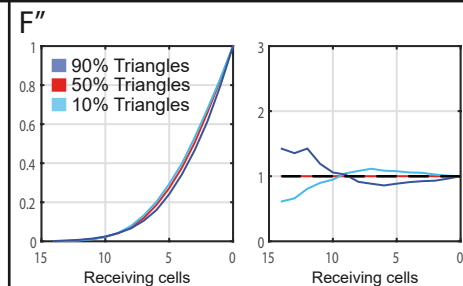 F″
1
0.8
0.6
0.4
0.2
0
15 10 5 0
Receiving cells
90% Triangles
50% Triangles
10% Triangles
3
2
1
0
15 10 5 0
Receiving cells